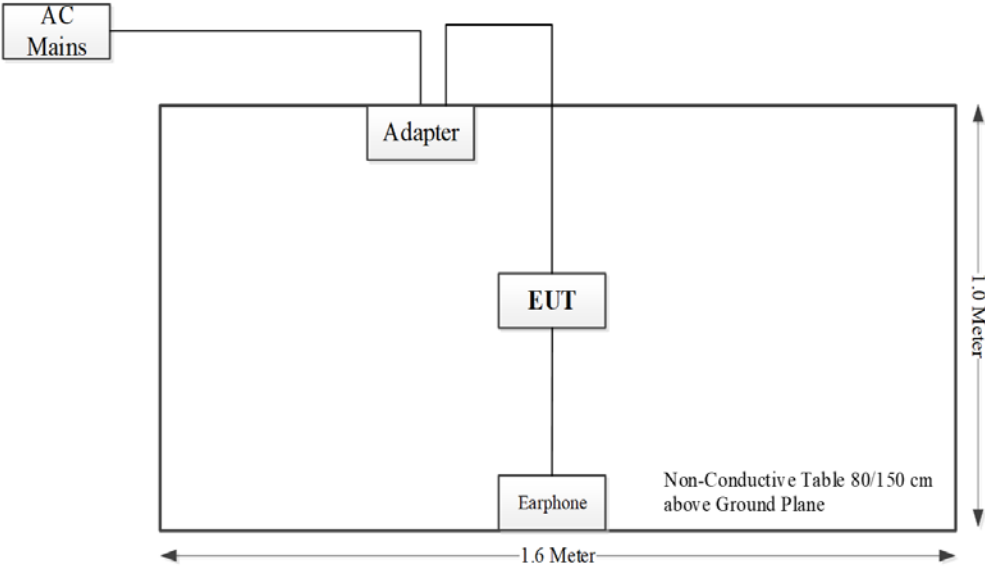 AC
Mains
Adapter
EUT
1.0 Meter
Earphone
Non-Conductive Table 80/150 cm
above Ground Plane
1.6 Meter